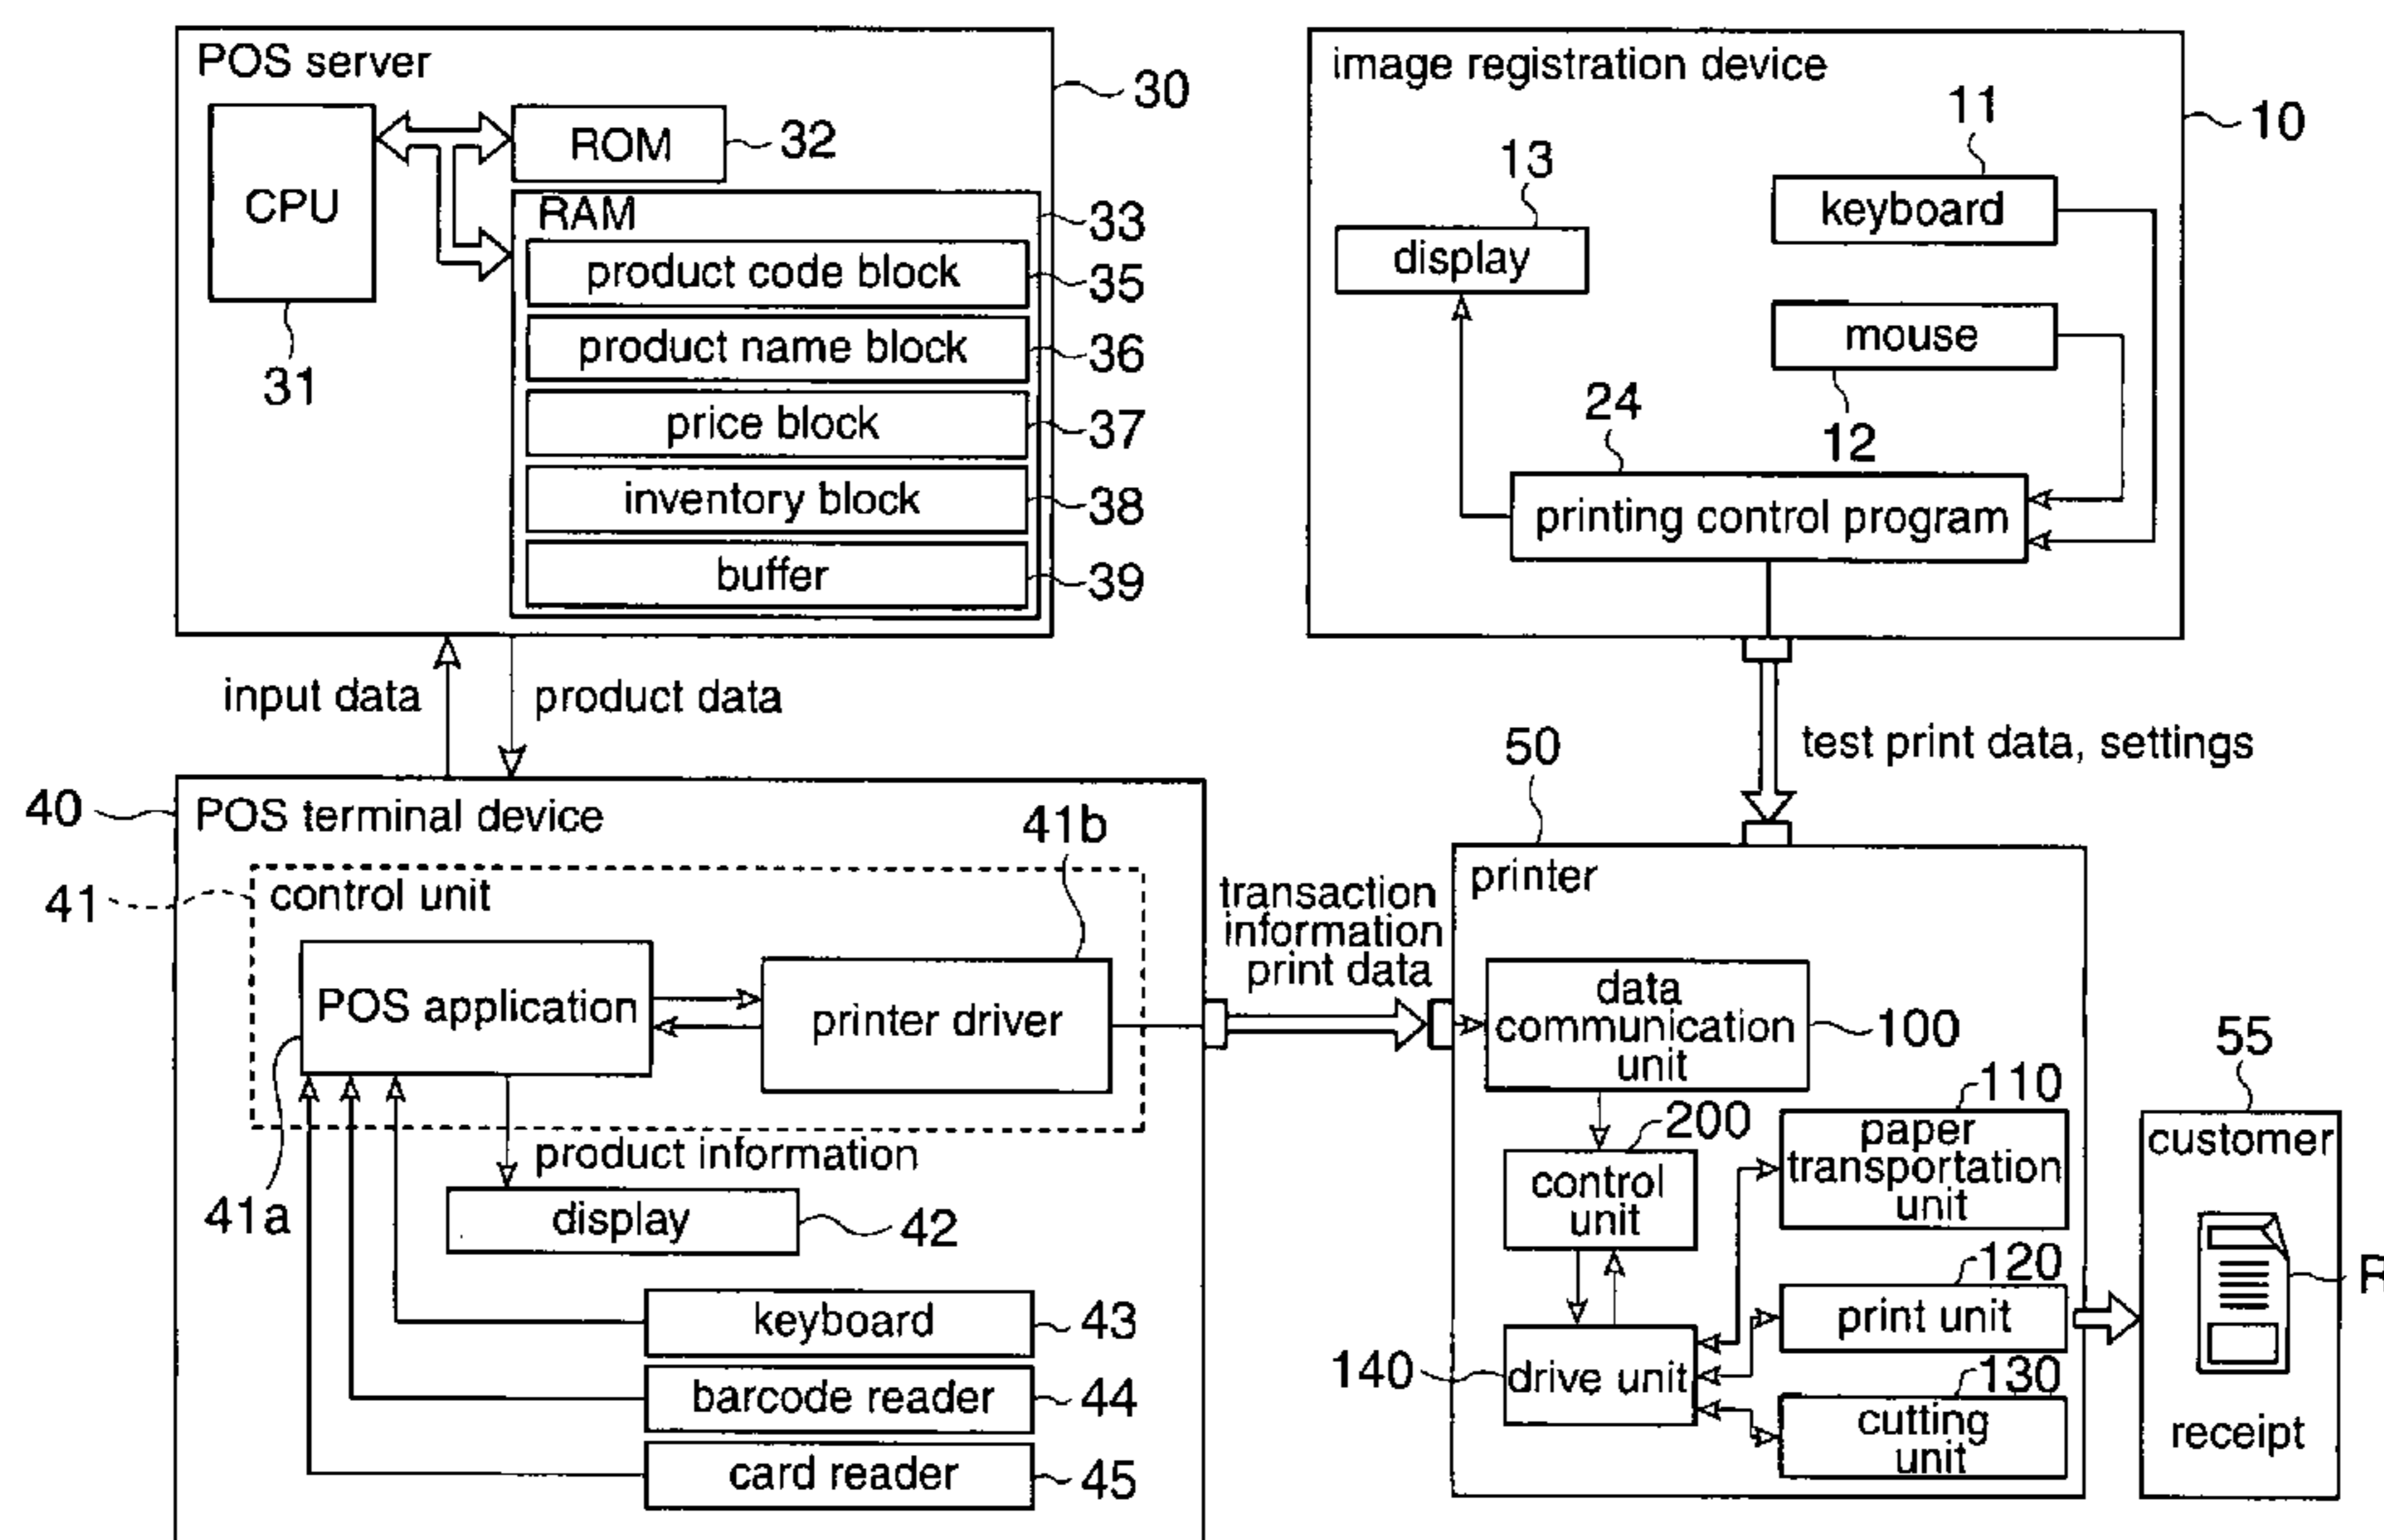 POS server
30
CPU
31
ROM
32
RAM
33
product code block
35
product name block
36
price block
37
inventory block
38
buffer
39
image registration device
10
11
keyboard
13
display
mouse
12
24
printing control program
input data
product data
test print data, settings
40
POS terminal device
41
control unit
41b
POS application
printer driver
41a
product information
display
42
keyboard
43
barcode reader
44
card reader
45
transaction
information
print data
50
printer
data
communication
unit
100
200
control
unit
110
paper
transportation
unit
120
print unit
140
drive unit
130
cutting
unit
55
customer
R
receipt